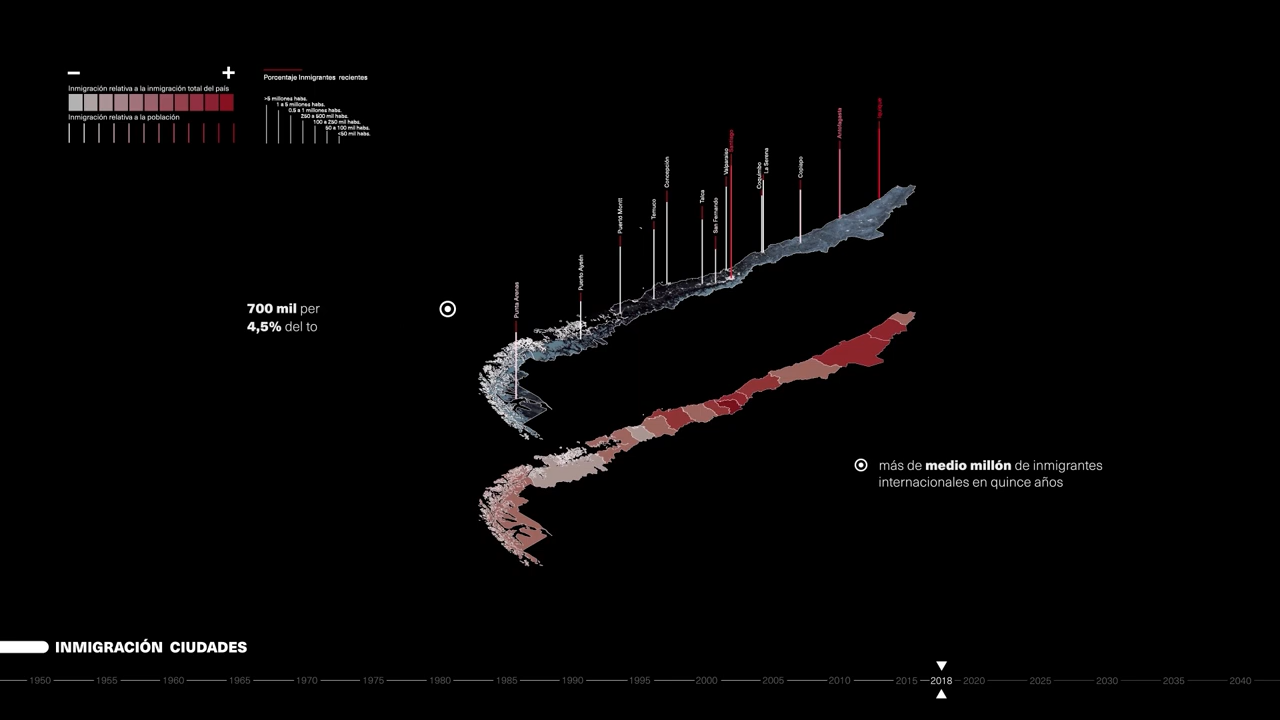 − +
Inmigración relativa a la inmigración total del país
Inmigración relativa a la población
Porcentaje Inmigrantes recientes
>5 millones habs.
1 a 5 millones habs.
0.5 a 1 millones habs.
250 a 500 mil habs.
100 a 250 mil habs.
50 a 100 mil habs.
<50 mil habs.
Punta Arenas
Puerto Aysén
Puerto Montt
Temuco
Concepción
Talca
San Fernando
Valparaíso
Santiago
Coquimbo
La Serena
Copiapó
Antofagasta
Iquique
700 mil per
4,5% del to
más de medio millón de inmigrantes
internacionales en quince años
INMIGRACIÓN CIUDADES
1950 1955 1960 1965 1970 1975 1980 1985 1990 1995 2000 2005 2010 2015 2018 2020 2025 2030 2035 2040